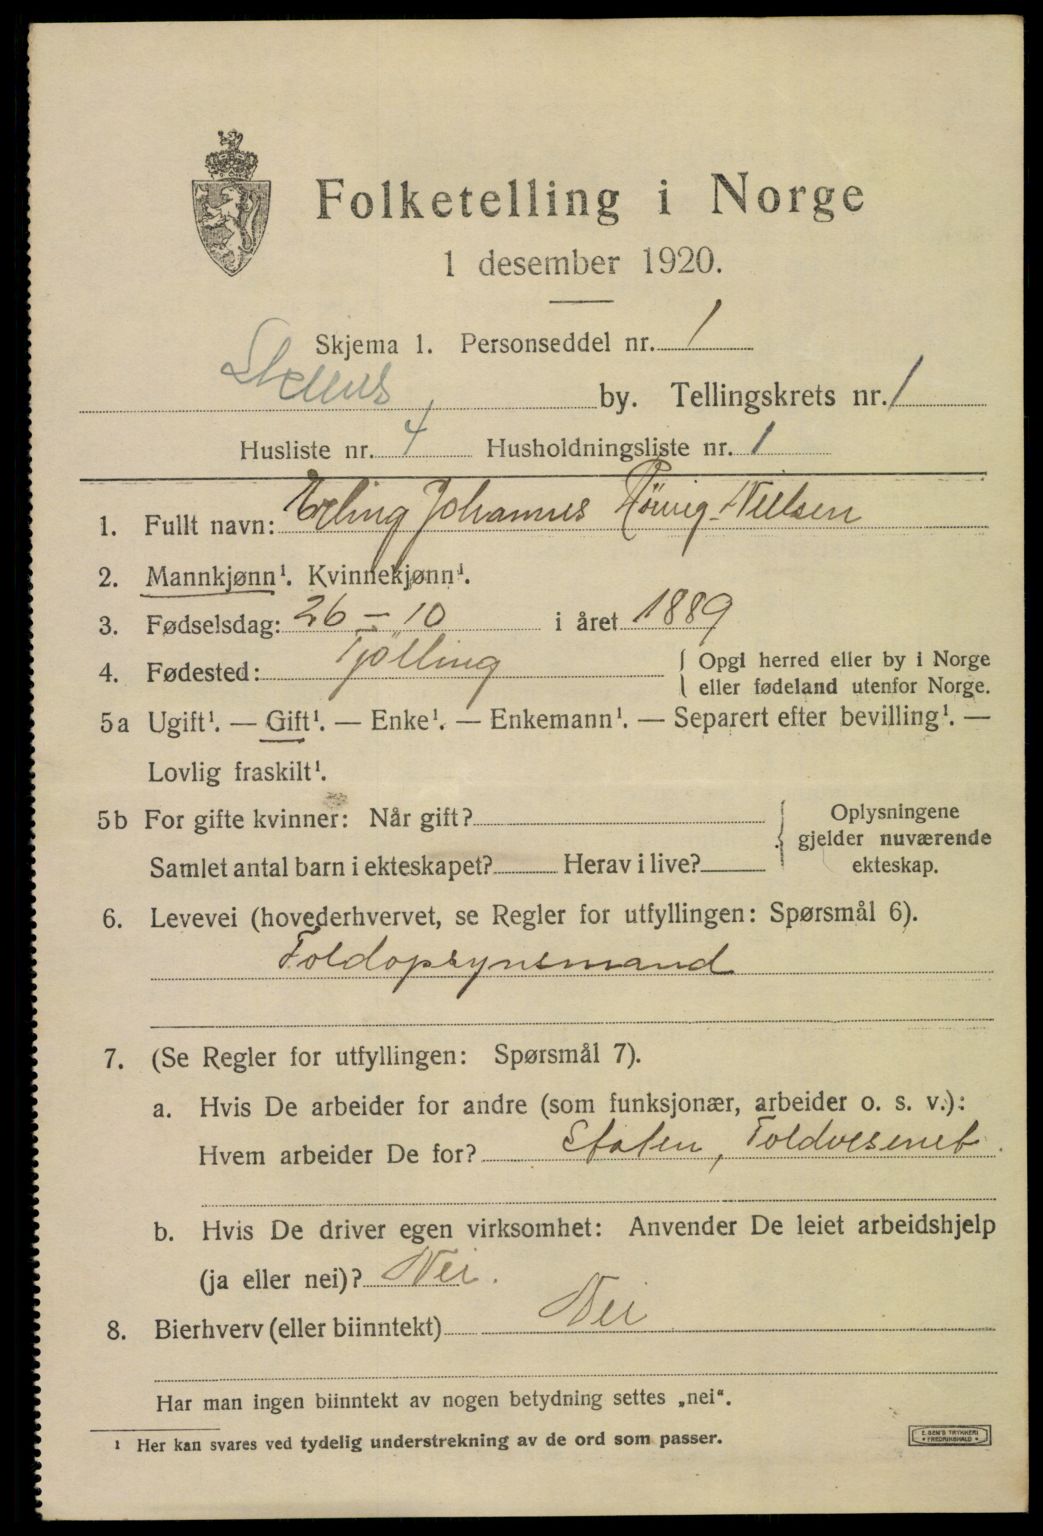 Folketelling i Norge
1 desember 1920.
Skjema 1. Personseddel nr. 1
by. Tellingskrets nr. 1
Husliste nr. 4 Husholdningsliste nr. 1
1. Fullt navn: Erling Johannes Nielsen
2. Mannkjønn¹. Kvinnekjønn¹.
3. Fødselsdag: 26 – 10 i året 1889
4. Fødested: Tjölling { Opgi herred eller by i Norge
eller fødeland utenfor Norge.
5a Ugift¹. — Gift¹. — Enke¹. — Enkemann¹. — Separert efter bevilling¹. —
Lovlig fraskilt¹.
5b For gifte kvinner: Når gift? { Oplysningene
gjelder nuværende
Samlet antal barn i ekteskapet? Herav i live? ekteskap.
6. Levevei (hovederhvervet, se Regler for utfyllingen: Spørsmål 6).
Toldopsynsmand
7. (Se Regler for utfyllingen: Spørsmål 7).
a. Hvis De arbeider for andre (som funksjonær, arbeider o. s. v.):
Hvem arbeider De for? Staten, Toldvesenet.
b. Hvis De driver egen virksomhet: Anvender De leiet arbeidshjelp
(ja eller nei)? Nei.
8. Bierhverv (eller biinntekt) Nei
Har man ingen biinntekt av nogen betydning settes „nei“.
¹ Her kan svares ved tydelig understrekning av de ord som passer.